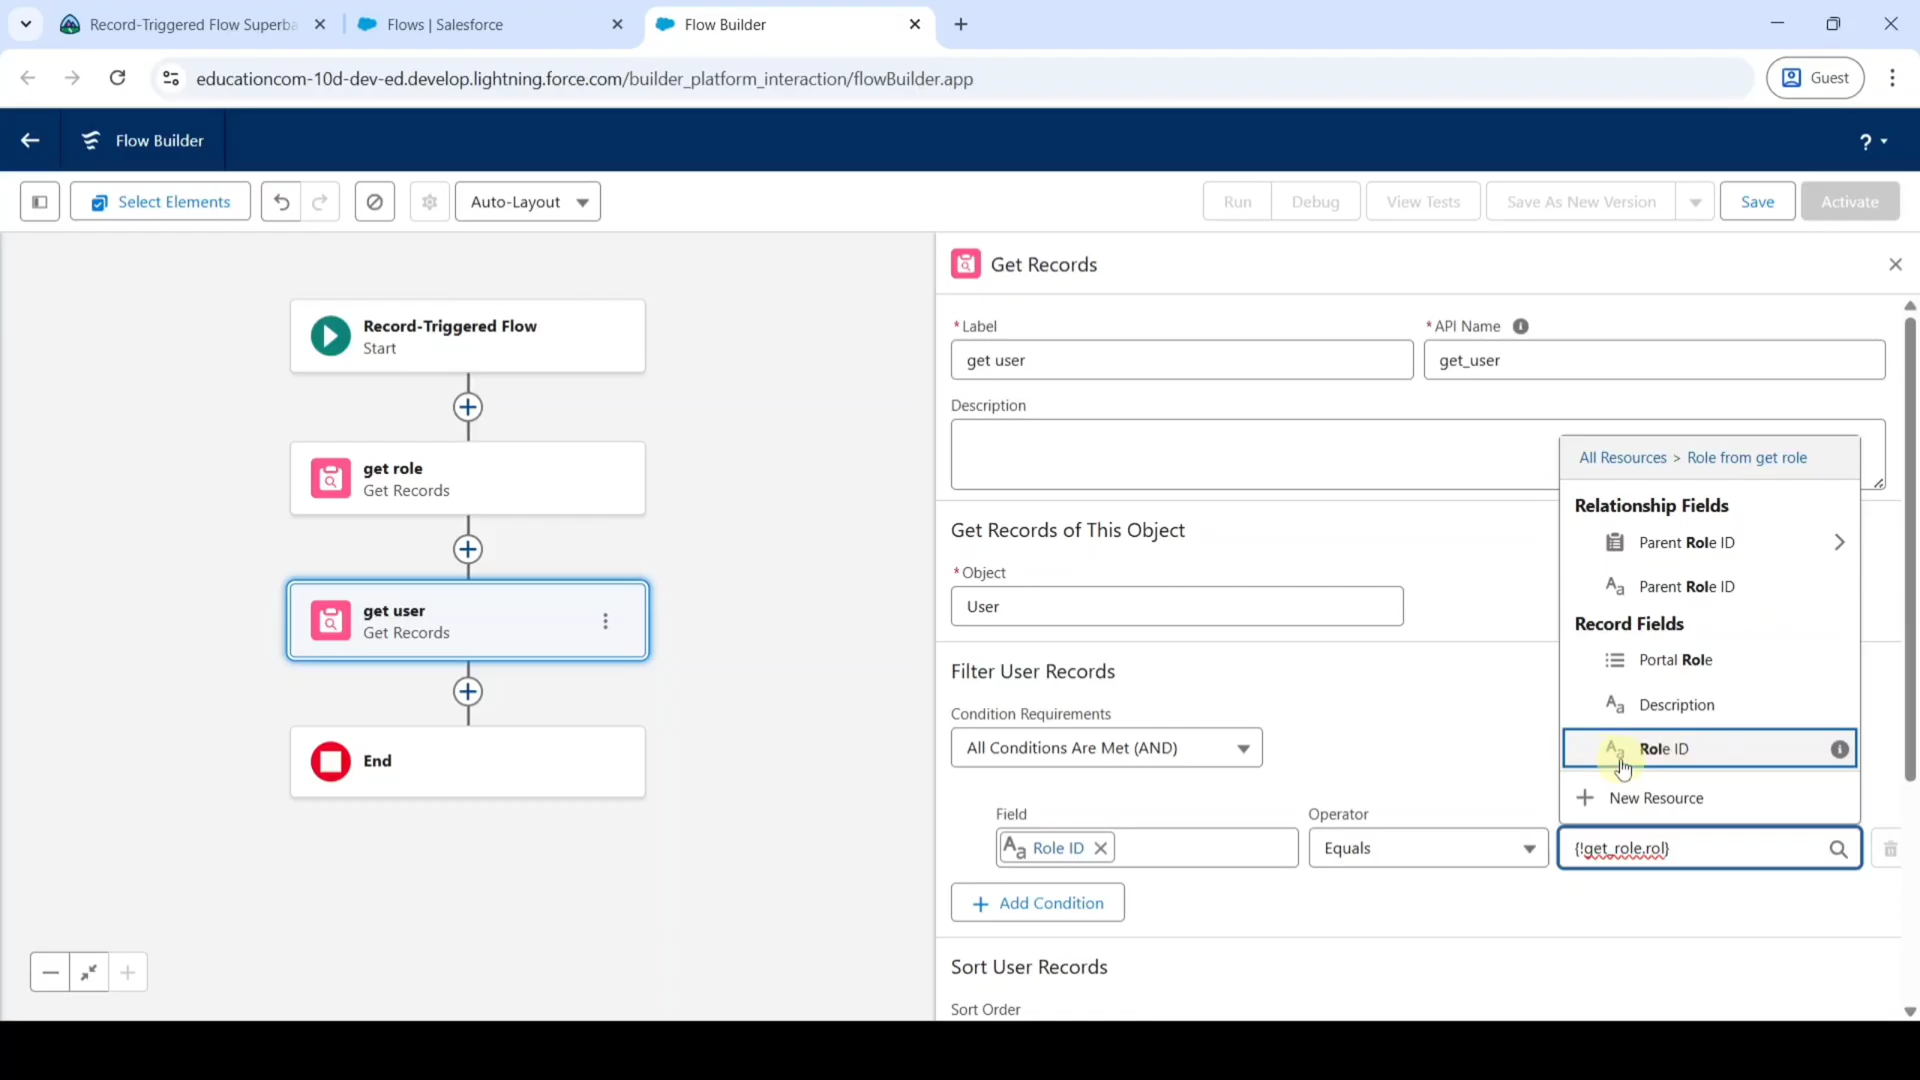 Record-Triggered Flow Superba
Flows | Salesforce
Flow Builder
educationcom-10d-dev-ed.develop.lightning.force.com/builder_platform_interaction/flowBuilder.app
Guest
Flow Builder
?
Select Elements
Auto-Layout
Run
Debug
View Tests
Save As New Version
Save
Activate
Get Records
Record-Triggered Flow
Start
get role
Get Records
get user
Get Records
End
* Label
* API Name
get user
get_user
Description
All Resources > Role from get role
Relationship Fields
Parent Role ID
Parent Role ID
Record Fields
Portal Role
Description
Role ID
New Resource
Get Records of This Object
* Object
User
Filter User Records
Condition Requirements
All Conditions Are Met (AND)
Field
Operator
Aa Role ID
Equals
{!get_role.rol}
Add Condition
Sort User Records
Sort Order